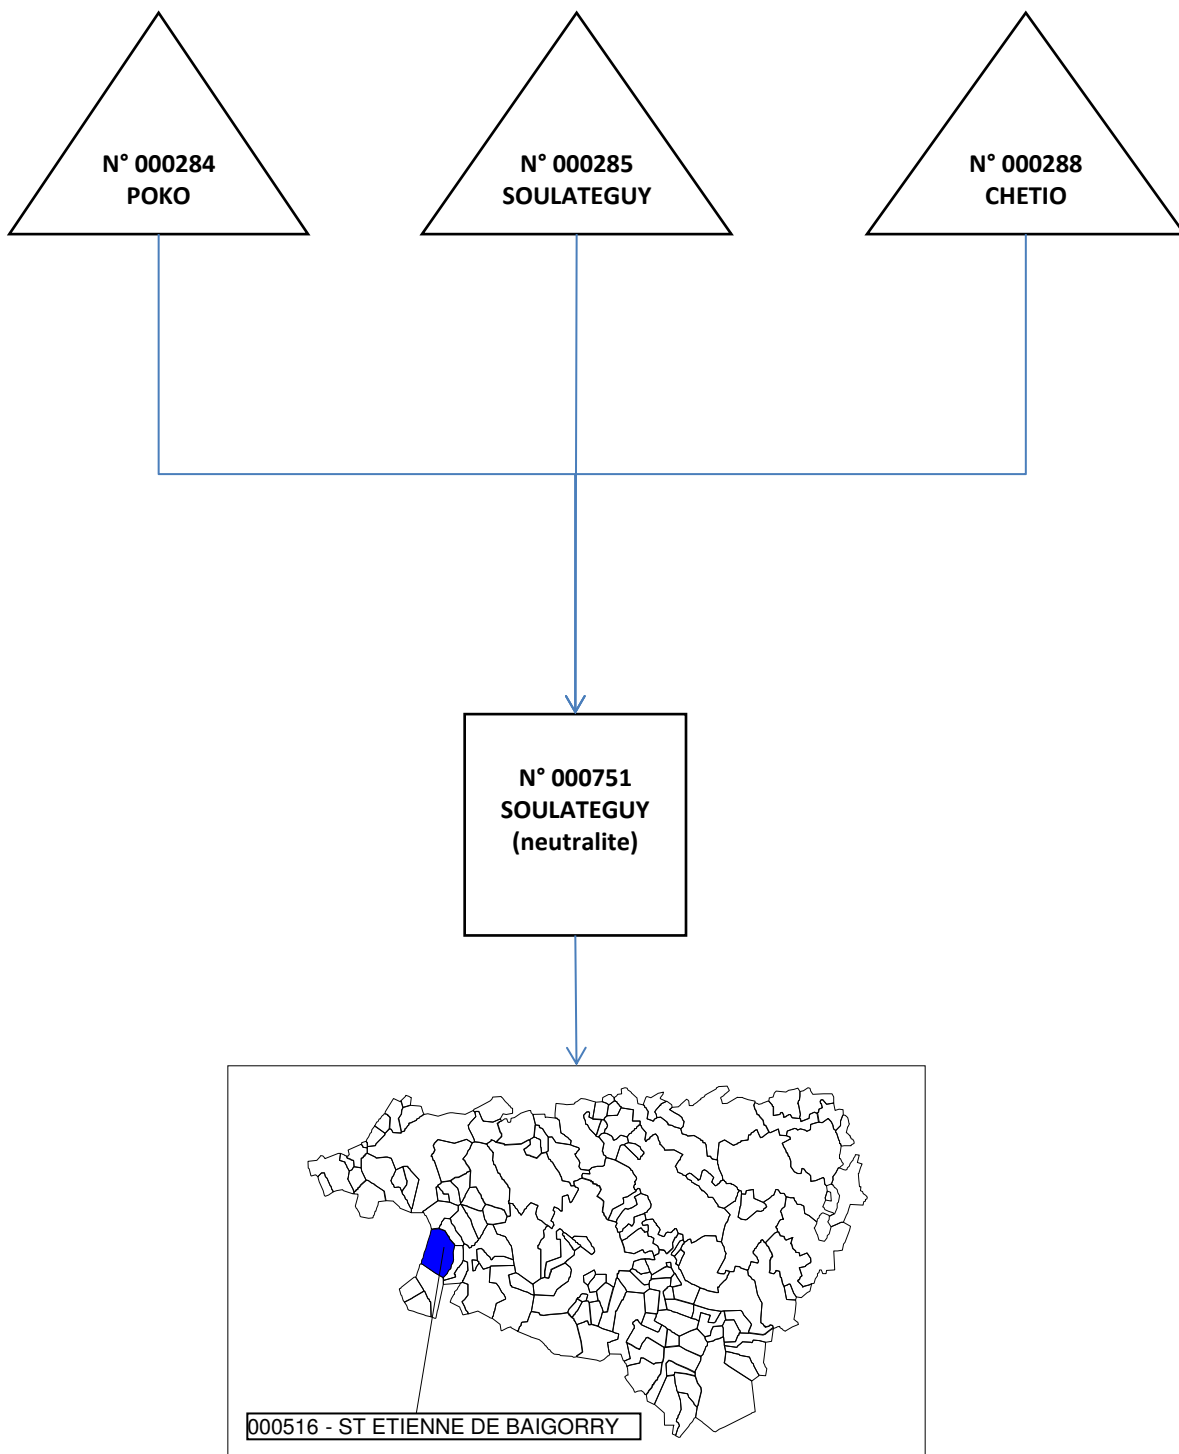 N° 000284
POKO
N° 000285
SOULATEGUY
N° 000288
CHETIO
N° 000751
SOULATEGUY
(neutralite)
000516 - ST ETIENNE DE BAIGORRY